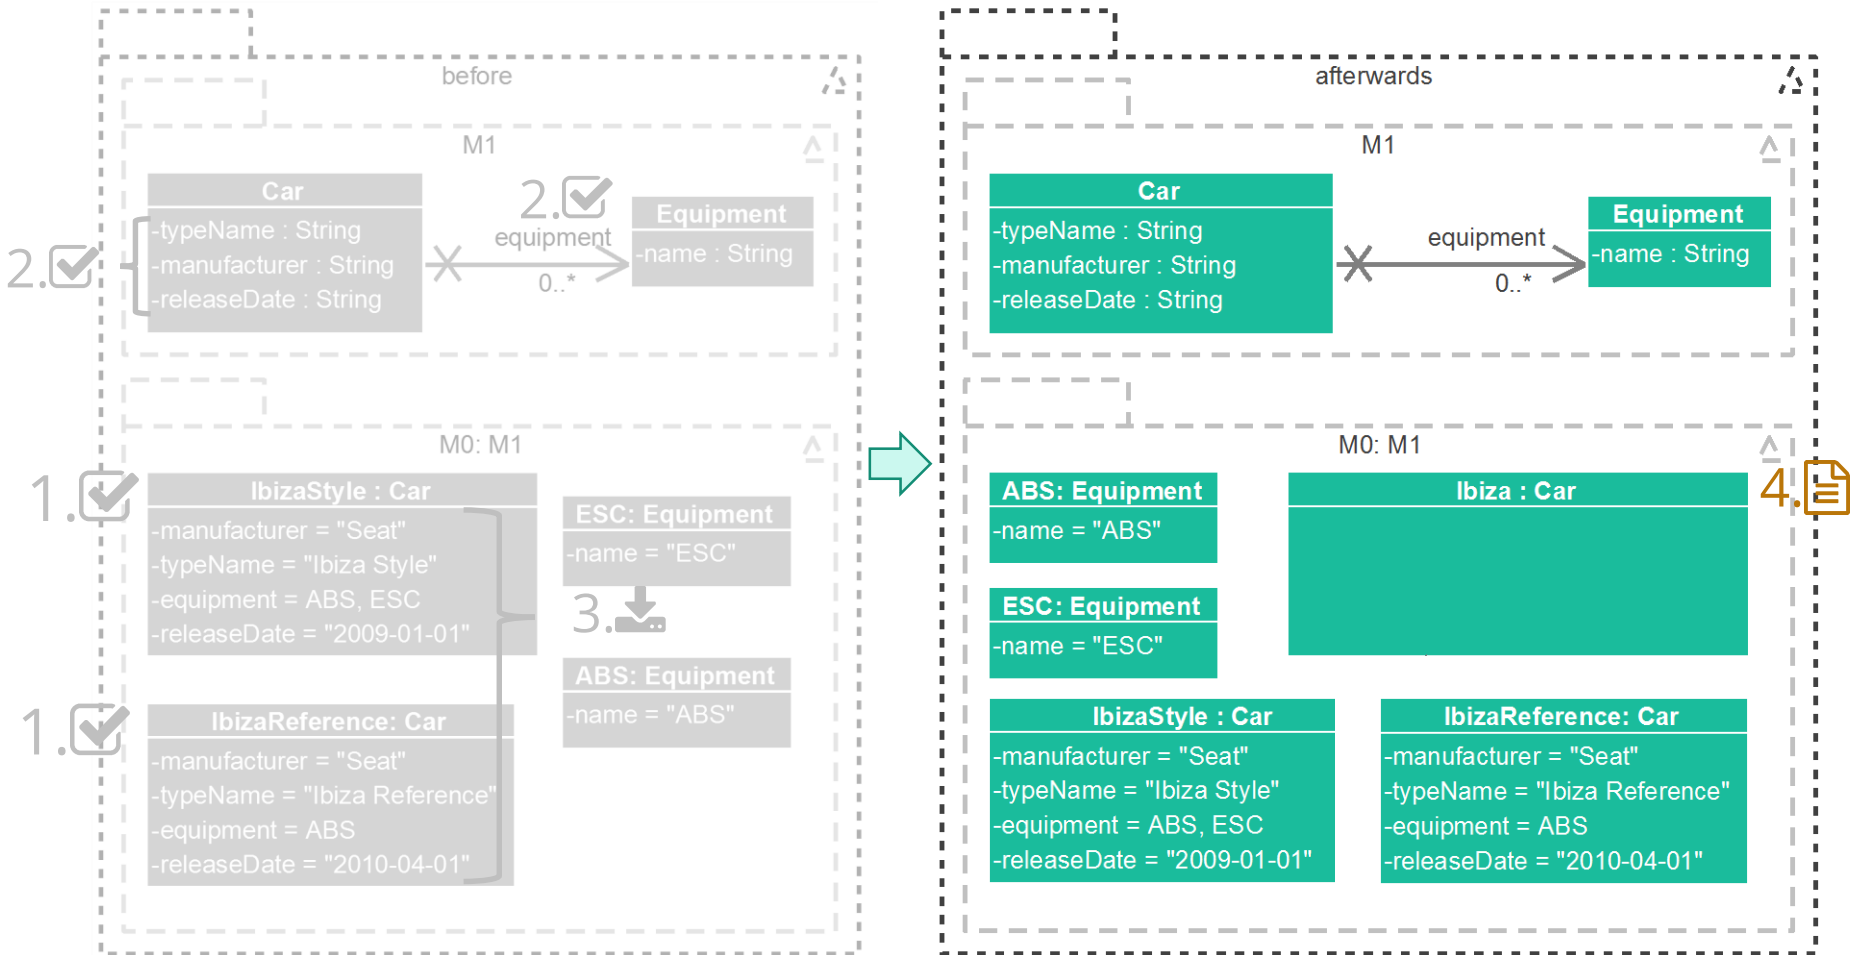 before
M1
Car
-typeName : String
-manufacturer : String
-releaseDate : String
2.
2.
equipment
0..*
Equipment
-name : String
M0: M1
1.
IbizaStyle : Car
-manufacturer = "Seat"
-typeName = "Ibiza Style"
-equipment = ABS, ESC
-releaseDate = "2009-01-01"
ESC: Equipment
-name = "ESC"
3.
ABS: Equipment
-name = "ABS"
1.
IbizaReference: Car
-manufacturer = "Seat"
-typeName = "Ibiza Reference"
-equipment = ABS
-releaseDate = "2010-04-01"
afterwards
M1
Car
-typeName : String
-manufacturer : String
-releaseDate : String
equipment
0..*
Equipment
-name : String
M0: M1
ABS: Equipment
-name = "ABS"
Ibiza : Car
4.
ESC: Equipment
-name = "ESC"
IbizaStyle : Car
-manufacturer = "Seat"
-typeName = "Ibiza Style"
-equipment = ABS, ESC
-releaseDate = "2009-01-01"
IbizaReference: Car
-manufacturer = "Seat"
-typeName = "Ibiza Reference"
-equipment = ABS
-releaseDate = "2010-04-01"